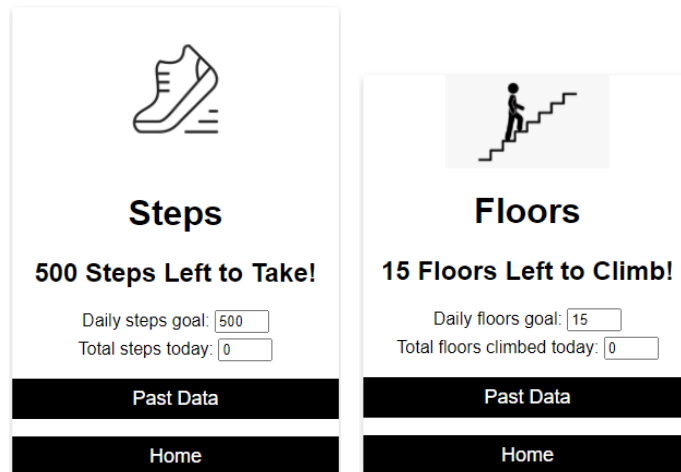 Steps
500 Steps Left to Take!
Daily steps goal: 500
Total steps today: 0
Past Data
Home
Floors
15 Floors Left to Climb!
Daily floors goal: 15
Total floors climbed today: 0
Past Data
Home